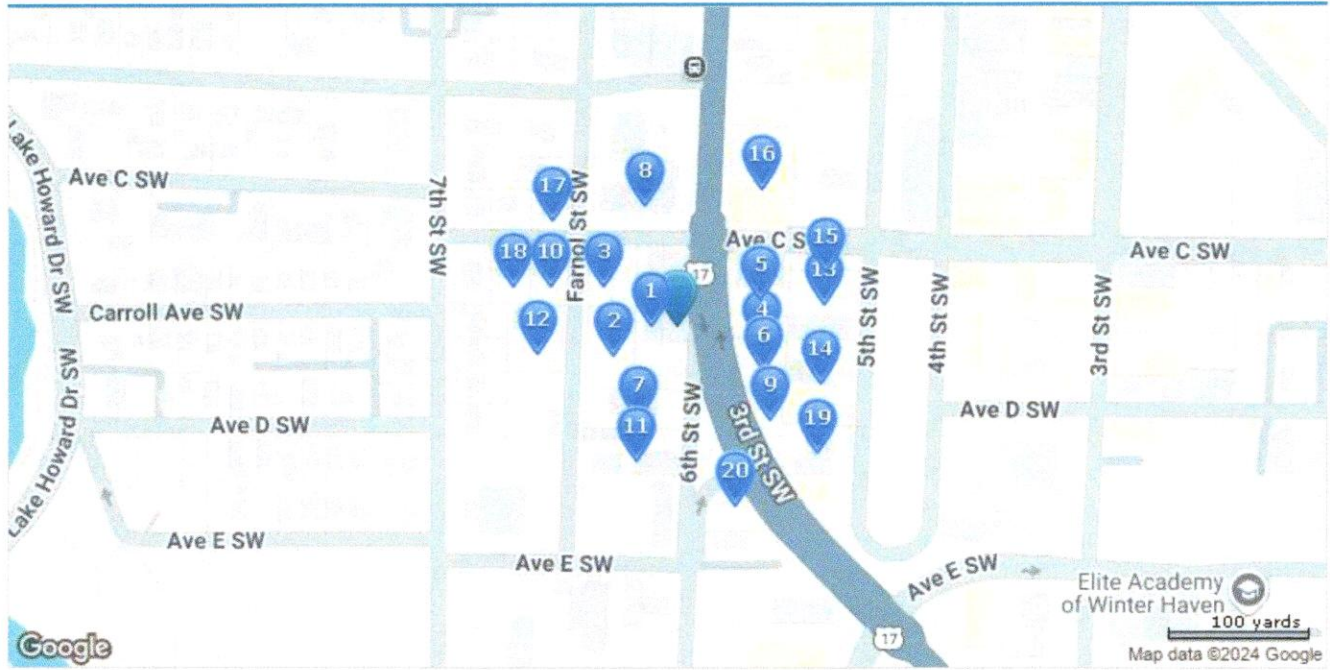 16
8
17
Ave C SW
Lake Howard Dr SW
7th St SW
Farnol St SW
18
10
3
Ave C S
15
Ave C SW
5
13
17
1
4
Carroll Ave SW
12
2
6
14
5th St SW
4th St SW
3rd St SW
7
9
Ave D SW
11
Ave D SW
6th St SW
3rd St SW
19
20
Lake Howard Dr SW
Ave E SW
Ave E SW
Ave E SW
Elite Academy
of Winter Haven
100 yards
17
Google
Map data ©2024 Google